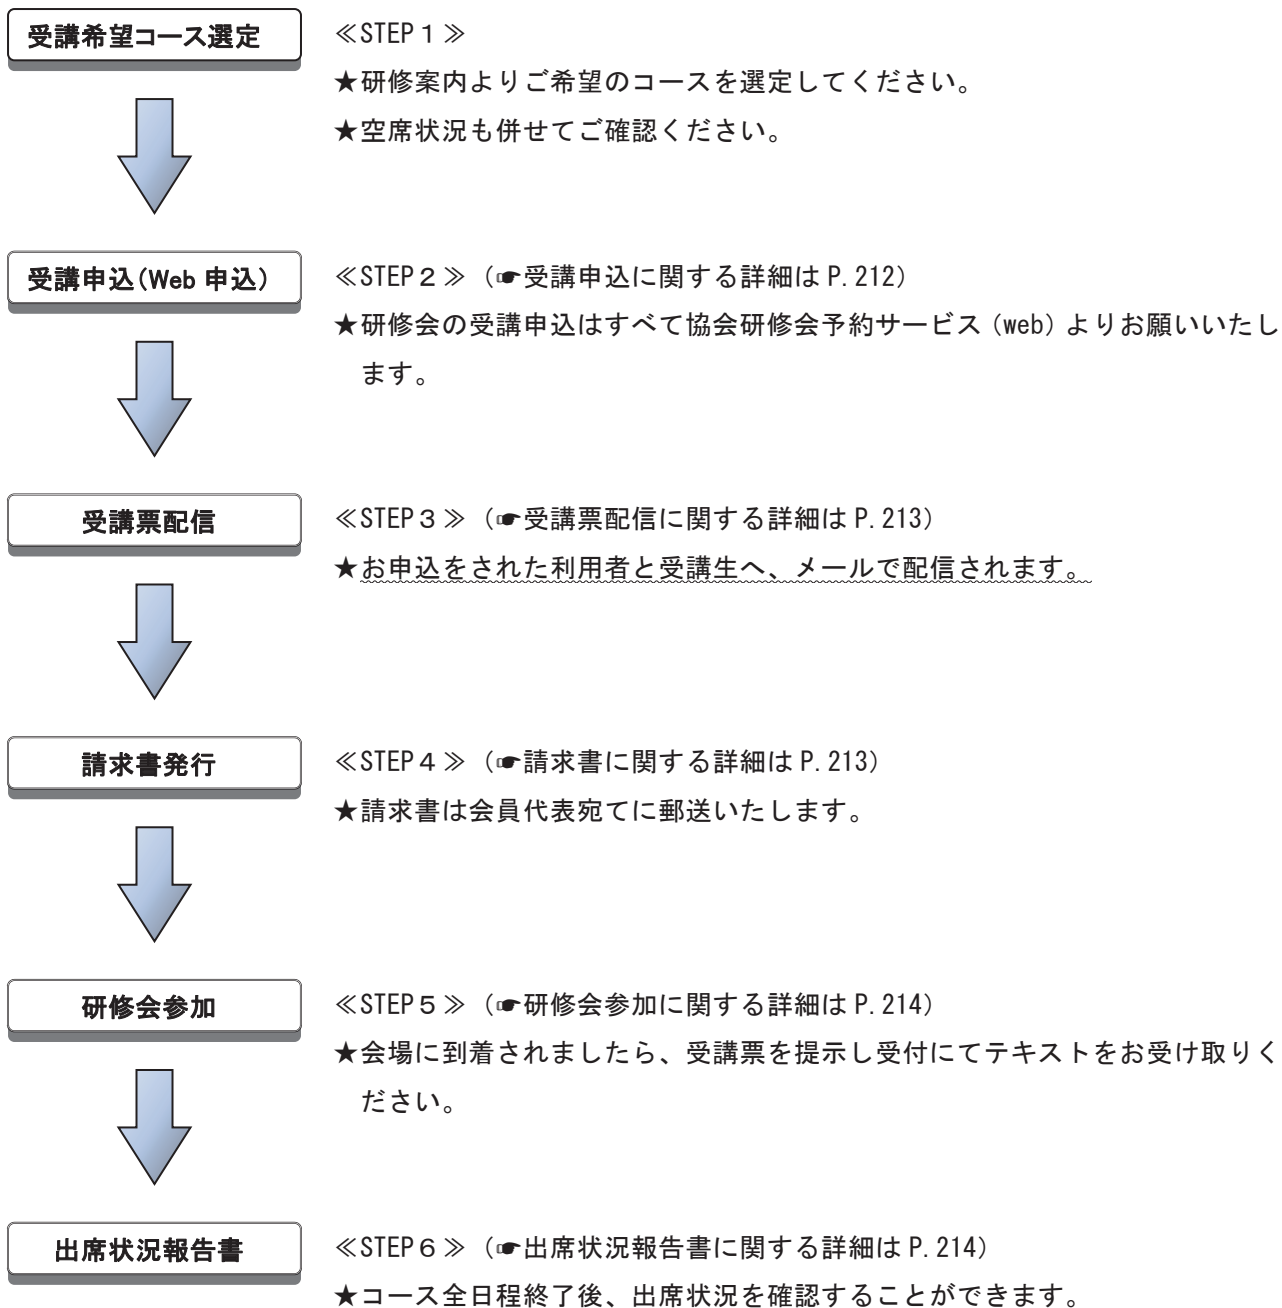 受講希望コース選定
≪STEP１≫
★研修案内よりご希望のコースを選定してください。
★空席状況も併せてご確認ください。
受講申込(Web 申込)
≪STEP２≫（☛受講申込に関する詳細は P.212）
★研修会の受講申込はすべて協会研修会予約サービス（web）よりお願いいたし
ます。
受講票配信
≪STEP３≫（☛受講票配信に関する詳細は P.213）
★お申込をされた利用者と受講生へ、メールで配信されます。
請求書発行
≪STEP４≫（☛請求書に関する詳細は P.213）
★請求書は会員代表宛てに郵送いたします。
研修会参加
≪STEP５≫（☛研修会参加に関する詳細は P.214）
★会場に到着されましたら、受講票を提示し受付にてテキストをお受け取りく
ださい。
出席状況報告書
≪STEP６≫（☛出席状況報告書に関する詳細は P.214）
★コース全日程終了後、出席状況を確認することができます。